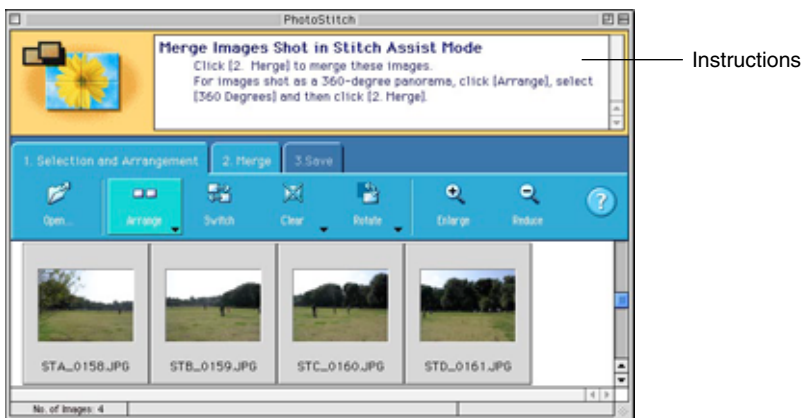 PhotoStitch
Merge Images Shot in Stitch Assist Mode
Click [2. Merge] to merge these images.
For images shot as a 360-degree panorama, click [Arrange], select
[360 Degrees] and then click [2. Merge].
Instructions
1. Selection and Arrangement 2. Merge 3.Save
Open... Arrange Switch Clear Rotate Enlarge Reduce ?
STA_0158.JPG STB_0159.JPG STC_0160.JPG STD_0161.JPG
No. of Images: 4